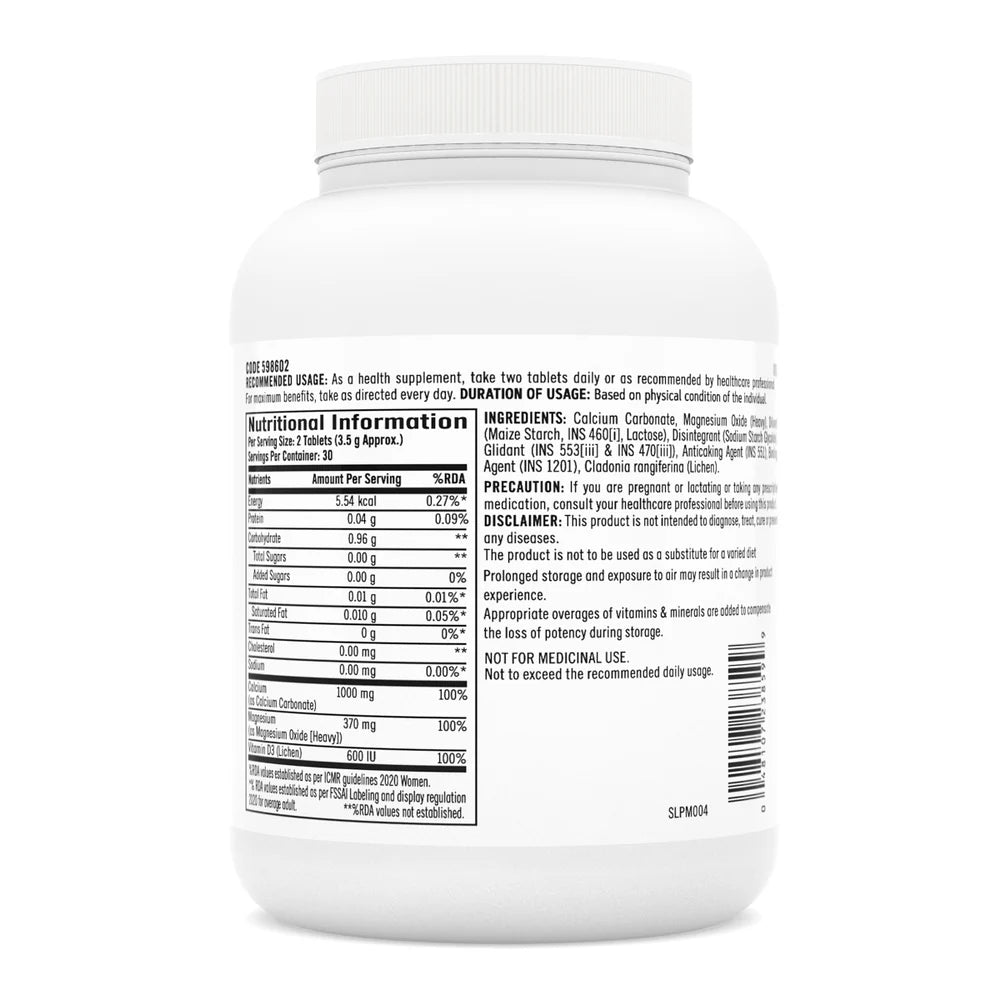 CODE 598602
RECOMMENDED USAGE: As a health supplement, take two tablets daily or as recommended by healthcare professional
For maximum benefits, take as directed every day. DURATION OF USAGE: Based on physical condition of the individual.
Nutritional Information
Per Serving Size: 2 Tablets (3.5 g Approx.)
Servings Per Container: 30
Nutrients Amount Per Serving %RDA
Energy 5.54 kcal 0.27%*
Protein 0.04 g 0.09%
Carbohydrate 0.96 g **
Total Sugars 0.00 g **
Added Sugars 0.00 g 0%
Total Fat 0.01 g 0.01%*
Saturated Fat 0.010 g 0.05%*
Trans Fat 0 g 0%*
Cholesterol 0.00 mg **
Sodium 0.00 mg 0.00%*
Calcium 1000 mg 100%
(as Calcium Carbonate)
Magnesium 370 mg 100%
(as Magnesium Oxide [Heavy])
Vitamin D3 (Lichen) 600 IU 100%
%RDA values established as per ICMR guidelines 2020 Women.
*% RDA values established as per FSSAI Labeling and display regulation
2020 for average adult. **%RDA values not established.
INGREDIENTS: Calcium Carbonate, Magnesium Oxide (Heavy),
(Maize Starch, INS 460[i], Lactose), Disintegrant (Sodium Starch
Glidant (INS 553[iii] & INS 470[iii]), Anticaking Agent (INS 551),
Agent (INS 1201), Cladonia rangiferina (Lichen).
PRECAUTION: If you are pregnant or lactating or taking any
medication, consult your healthcare professional before using this
DISCLAIMER: This product is not intended to diagnose, treat, cure or
any diseases.
The product is not to be used as a substitute for a varied diet
Prolonged storage and exposure to air may result in a change in product
experience.
Appropriate overages of vitamins & minerals are added to compensate
the loss of potency during storage.
NOT FOR MEDICINAL USE.
Not to exceed the recommended daily usage.
SLPM004